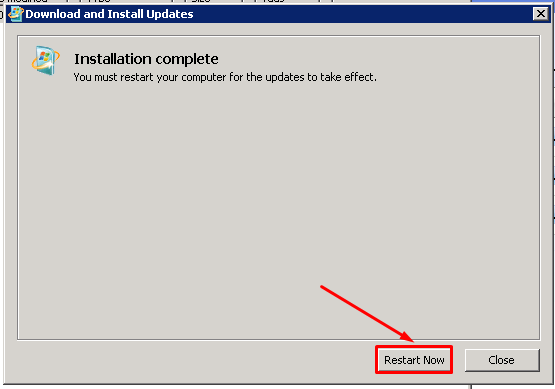 Download and Install Updates
Installation complete
You must restart your computer for the updates to take effect.
Restart Now
Close